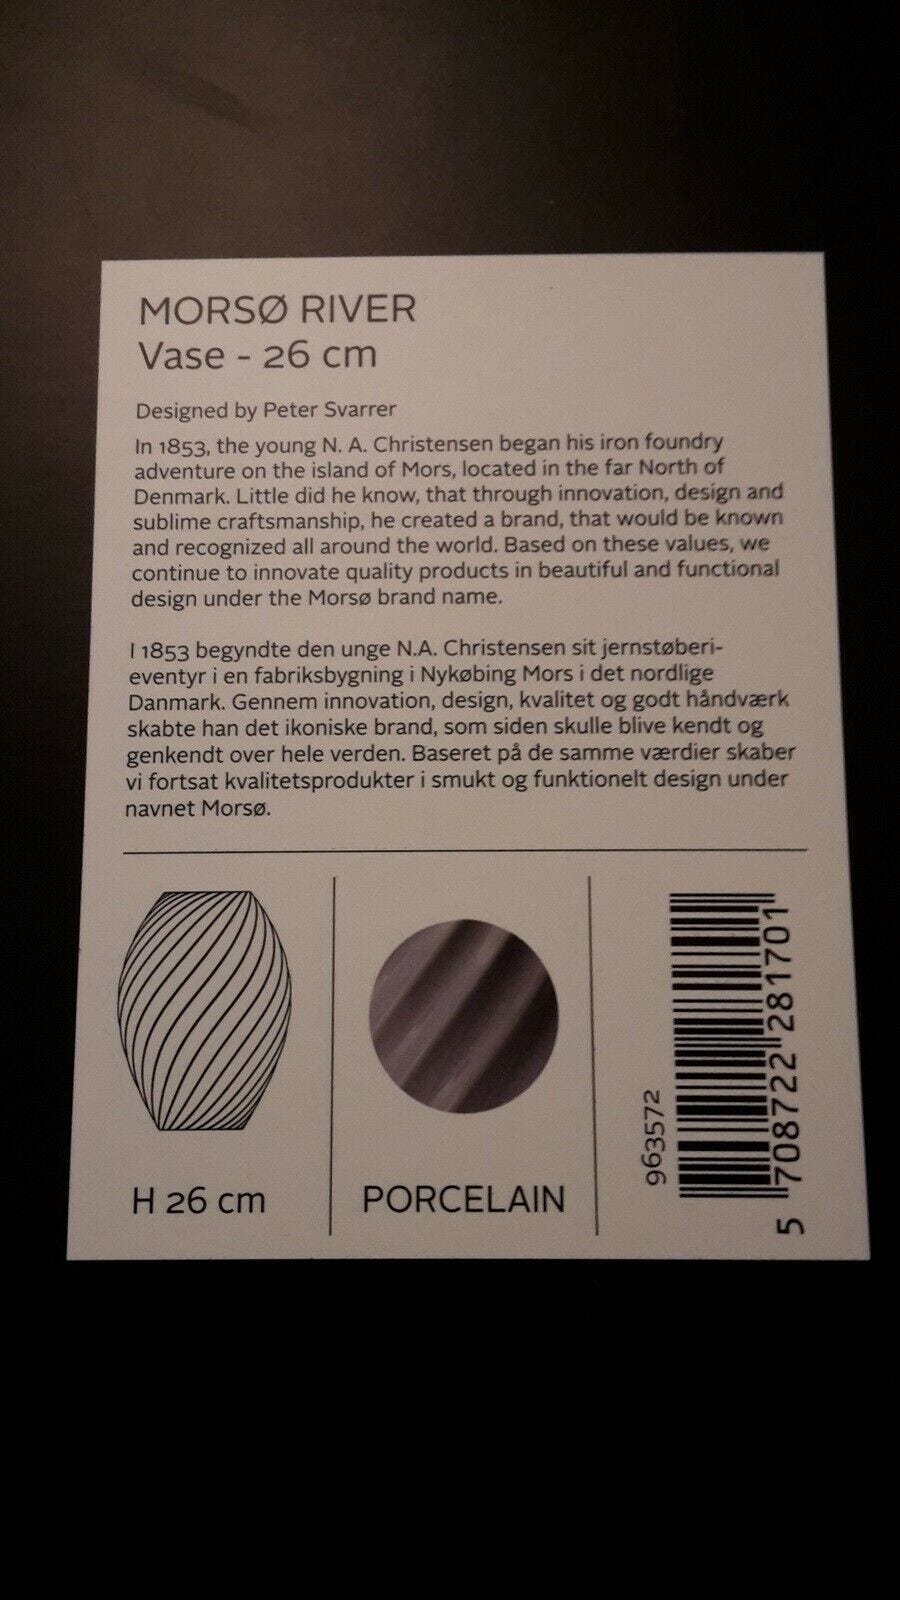 MORSØ RIVER
Vase - 26 cm
Designed by Peter Svarrer
In 1853, the young N. A. Christensen began his iron foundry
adventure on the island of Mors, located in the far North of
Denmark. Little did he know, that through innovation, design and
sublime craftsmanship, he created a brand, that would be known
and recognized all around the world. Based on these values, we
continue to innovate quality products in beautiful and functional
design under the Morsø brand name.
I 1853 begyndte den unge N.A. Christensen sit jernstøberi-
eventyr i en fabriksbygning i Nykøbing Mors i det nordlige
Danmark. Gennem innovation, design, kvalitet og godt håndværk
skabte han det ikoniske brand, som siden skulle blive kendt og
genkendt over hele verden. Baseret på de samme værdier skaber
vi fortsat kvalitetsprodukter i smukt og funktionelt design under
navnet Morsø.
H 26 cm
PORCELAIN
963572
5 708722 281701